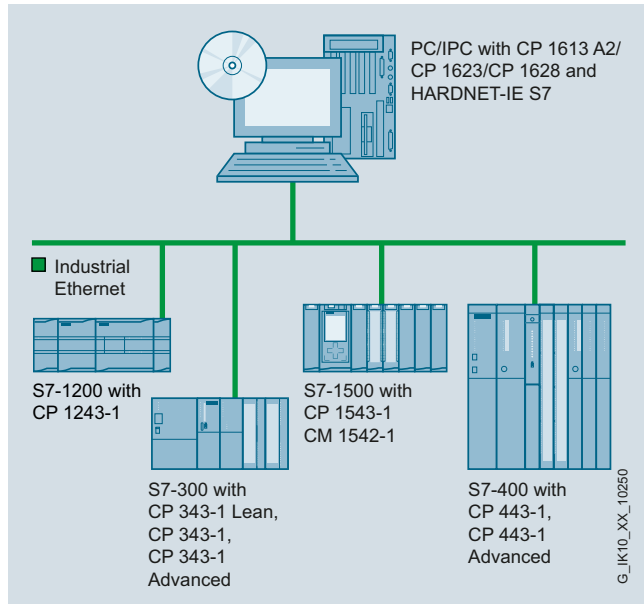 PC/IPC with CP 1613 A2/
CP 1623/CP 1628 and
HARDNET-IE S7
Industrial
Ethernet
S7-1200 with
CP 1243-1
S7-300 with
CP 343-1 Lean,
CP 343-1,
CP 343-1
Advanced
S7-1500 with
CP 1543-1
CM 1542-1
S7-400 with
CP 443-1,
CP 443-1
Advanced
G_IK10_XX_10250